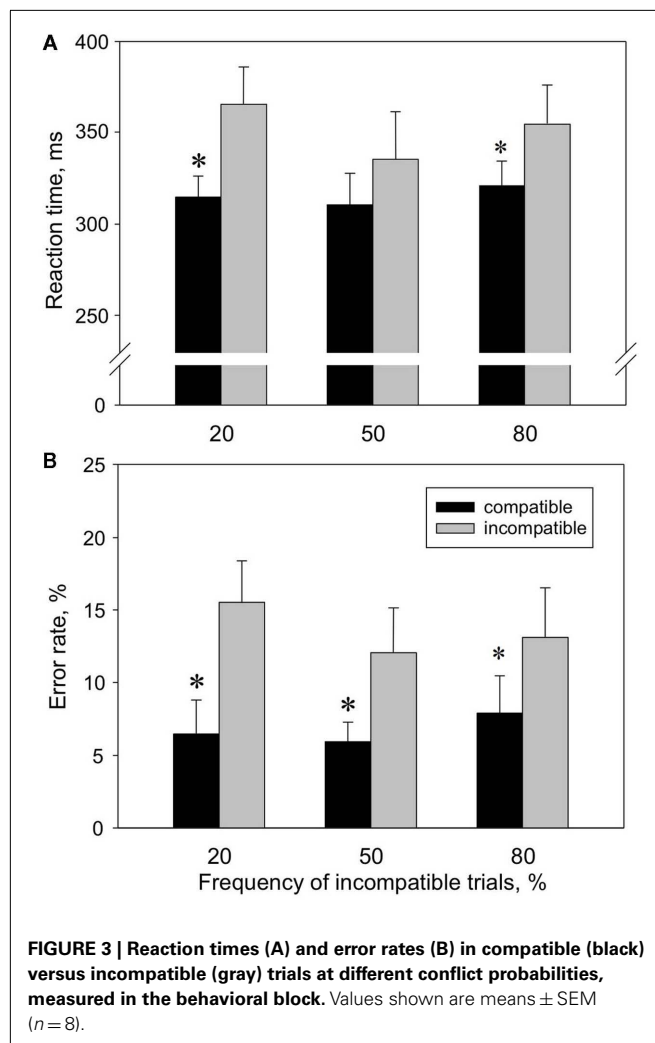 A
400
350
300
250
0
Reaction time, ms
*
*
20 50 80
B
25
20
15
10
5
0
Error rate, %
compatible
incompatible
*
*
*
20 50 80
Frequency of incompatible trials, %
FIGURE 3 | Reaction times (A) and error rates (B) in compatible (black)
versus incompatible (gray) trials at different conflict probabilities,
measured in the behavioral block. Values shown are means ± SEM
(n = 8).